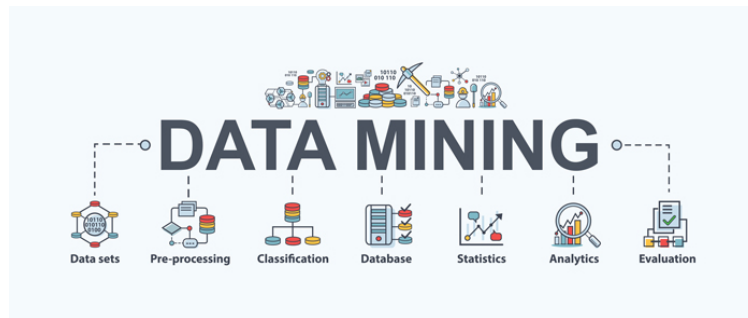 DATA MINING
Data sets
Pre-processing
Classification
Database
Statistics
Analytics
Evaluation